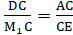 DC/M₁C = AC/CE